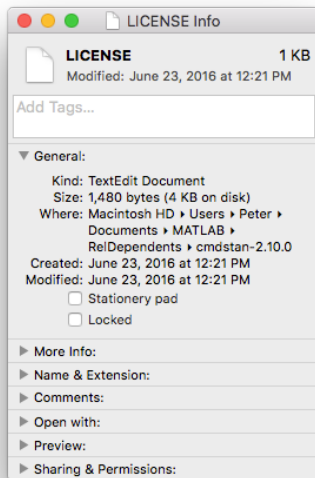 LICENSE Info
LICENSE 1 KB
Modified: June 23, 2016 at 12:21 PM
Add Tags...
General:
Kind: TextEdit Document
Size: 1,480 bytes (4 KB on disk)
Where: Macintosh HD ▸ Users ▸ Peter ▸
Documents ▸ MATLAB ▸
RelDependents ▸ cmdstan-2.10.0
Created: June 23, 2016 at 12:21 PM
Modified: June 23, 2016 at 12:21 PM
Stationery pad
Locked
More Info:
Name & Extension:
Comments:
Open with:
Preview:
Sharing & Permissions: